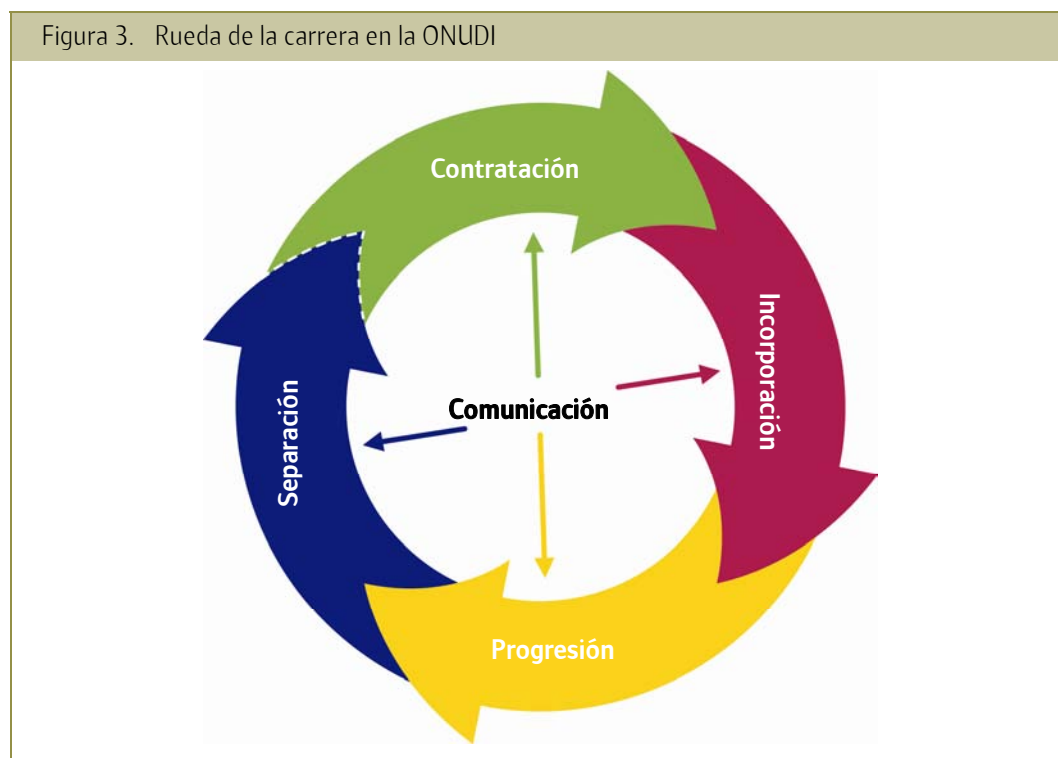 Figura 3. Rueda de la carrera en la ONUDI
Contratación
Incorporación
Comunicación
Separación
Progresión